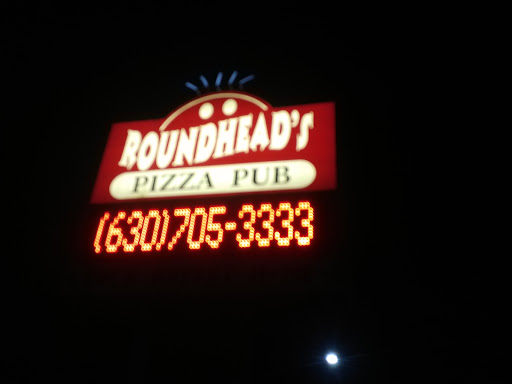 ROUNDHEAD'S
PIZZA PUB
(630)705-3333